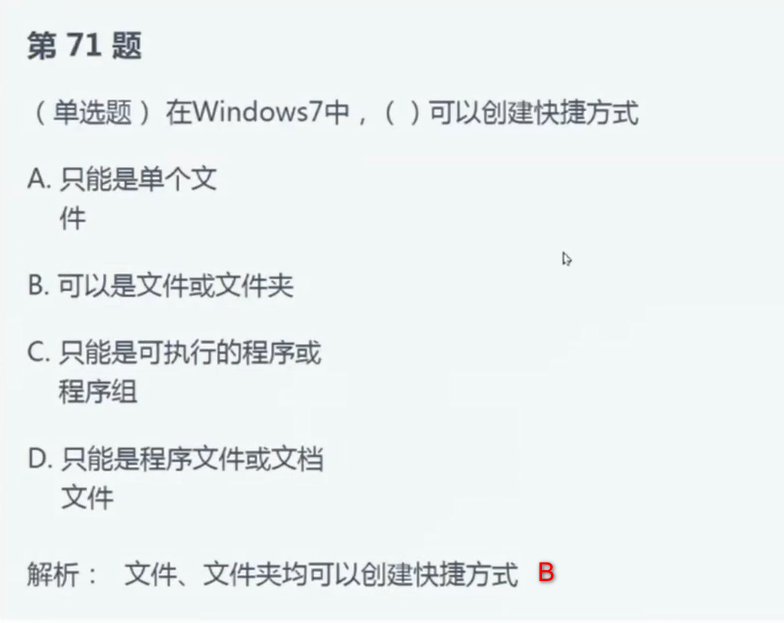 第 71 题
（ 单选题 ） 在Windows7中，（ ）可以创建快捷方式
A. 只能是单个文
件
B. 可以是文件或文件夹
C. 只能是可执行的程序或
程序组
D. 只能是程序文件或文档
文件
解析： 文件、文件夹均可以创建快捷方式 B